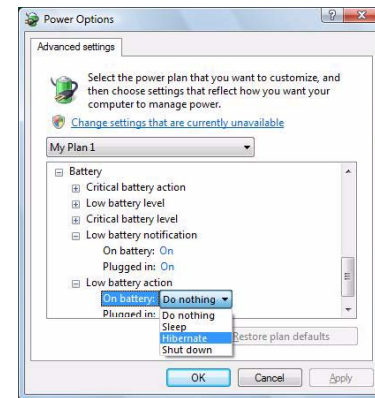 Power Options
Advanced settings
Select the power plan that you want to customize, and
then choose settings that reflect how you want your
computer to manage power.
Change settings that are currently unavailable
My Plan 1
Battery
Critical battery action
Low battery level
Critical battery level
Low battery notification
On battery: On
Plugged in: On
Low battery action
On battery: Do nothing
Plugged in: Do nothing
Sleep
Hibernate
Shut down
Restore plan defaults
OK Cancel Apply